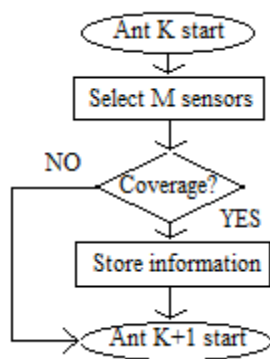 Ant K start
Select M sensors
NO
Coverage?
YES
Store information
Ant K+1 start